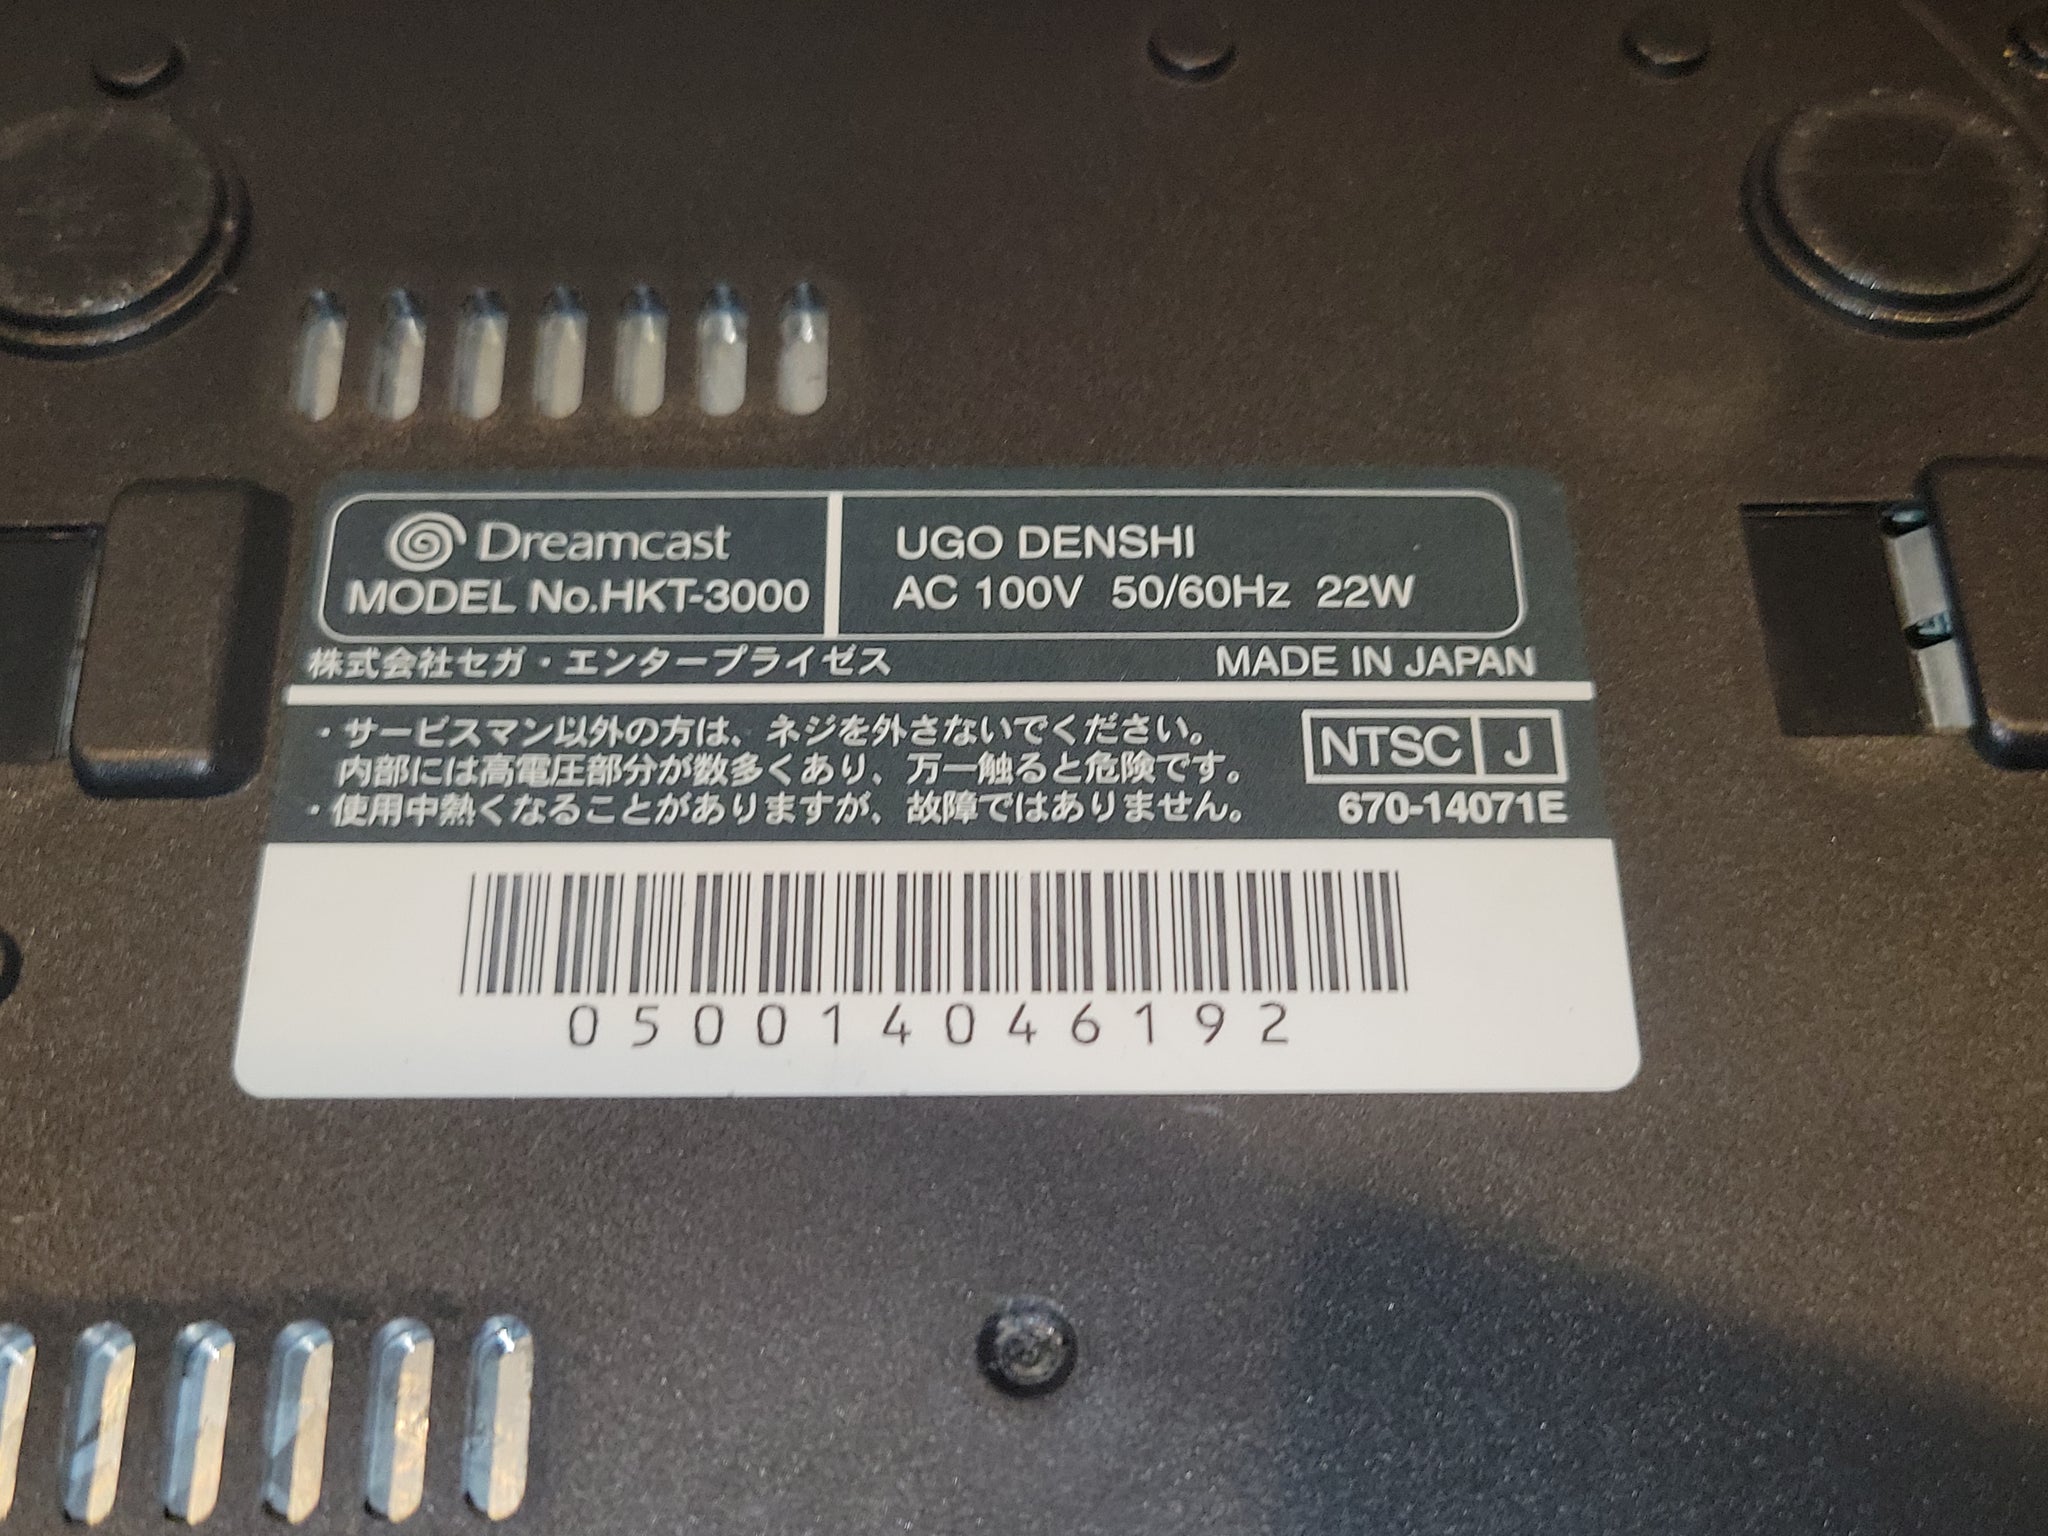 Dreamcast
MODEL No.HKT-3000
UGO DENSHI
AC 100V 50/60Hz 22W
株式会社セガ・エンタープライゼス
MADE IN JAPAN
・サービスマン以外の方は、ネジを外さないでください。
内部には高電圧部分が数多くあり、万一触ると危険です。
・使用中熱くなることがありますが、故障ではありません。
NTSC J
670-14071E
050014046192